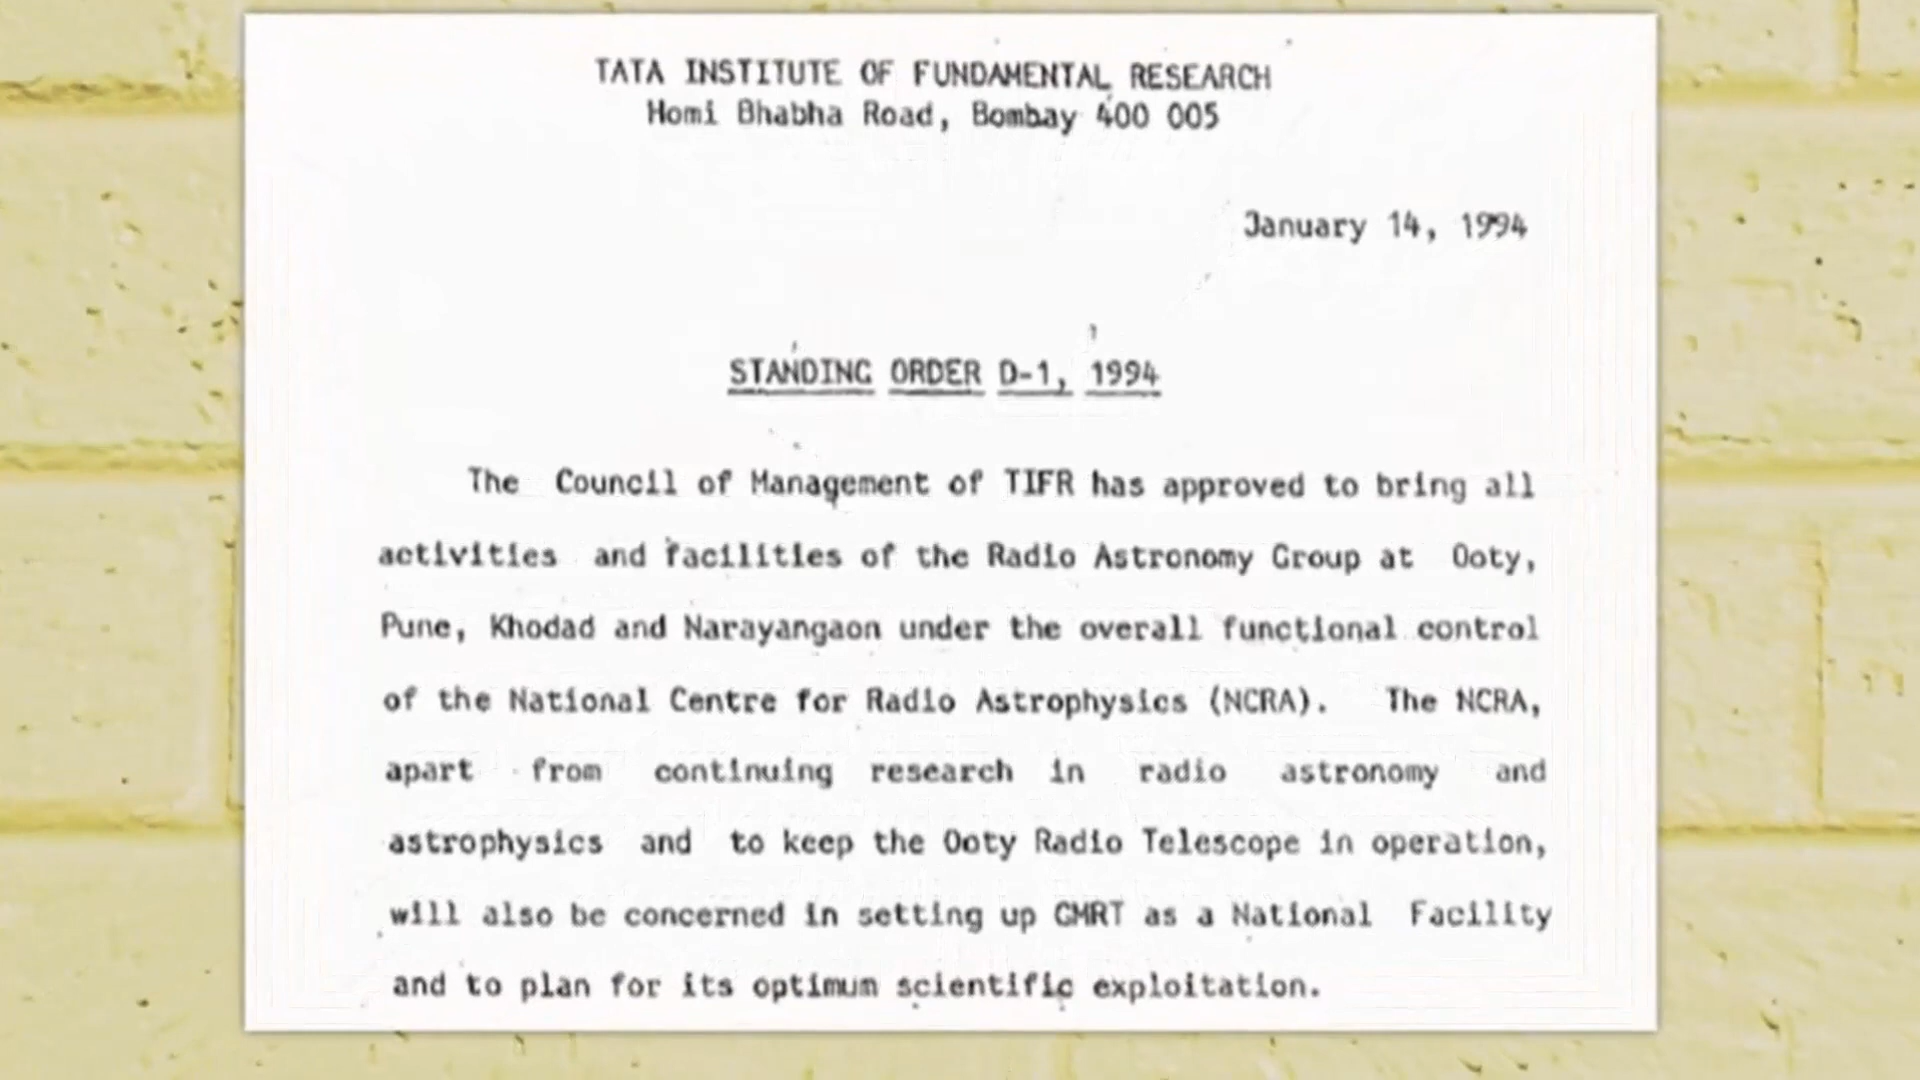 TATA INSTITUTE OF FUNDAMENTAL RESEARCH
Homi Bhabha Road, Bombay 400 005
January 14, 1994
STANDING ORDER D-1, 1994
The Council of Management of TIFR has approved to bring all
activities and facilities of the Radio Astronomy Group at Ooty,
Pune, Khodad and Narayangaon under the overall functional control
of the National Centre for Radio Astrophysics (NCRA). The NCRA,
apart from continuing research in radio astronomy and
astrophysics and to keep the Ooty Radio Telescope in operation,
will also be concerned in setting up GMRT as a National Facility
and to plan for its optimum scientific exploitation.